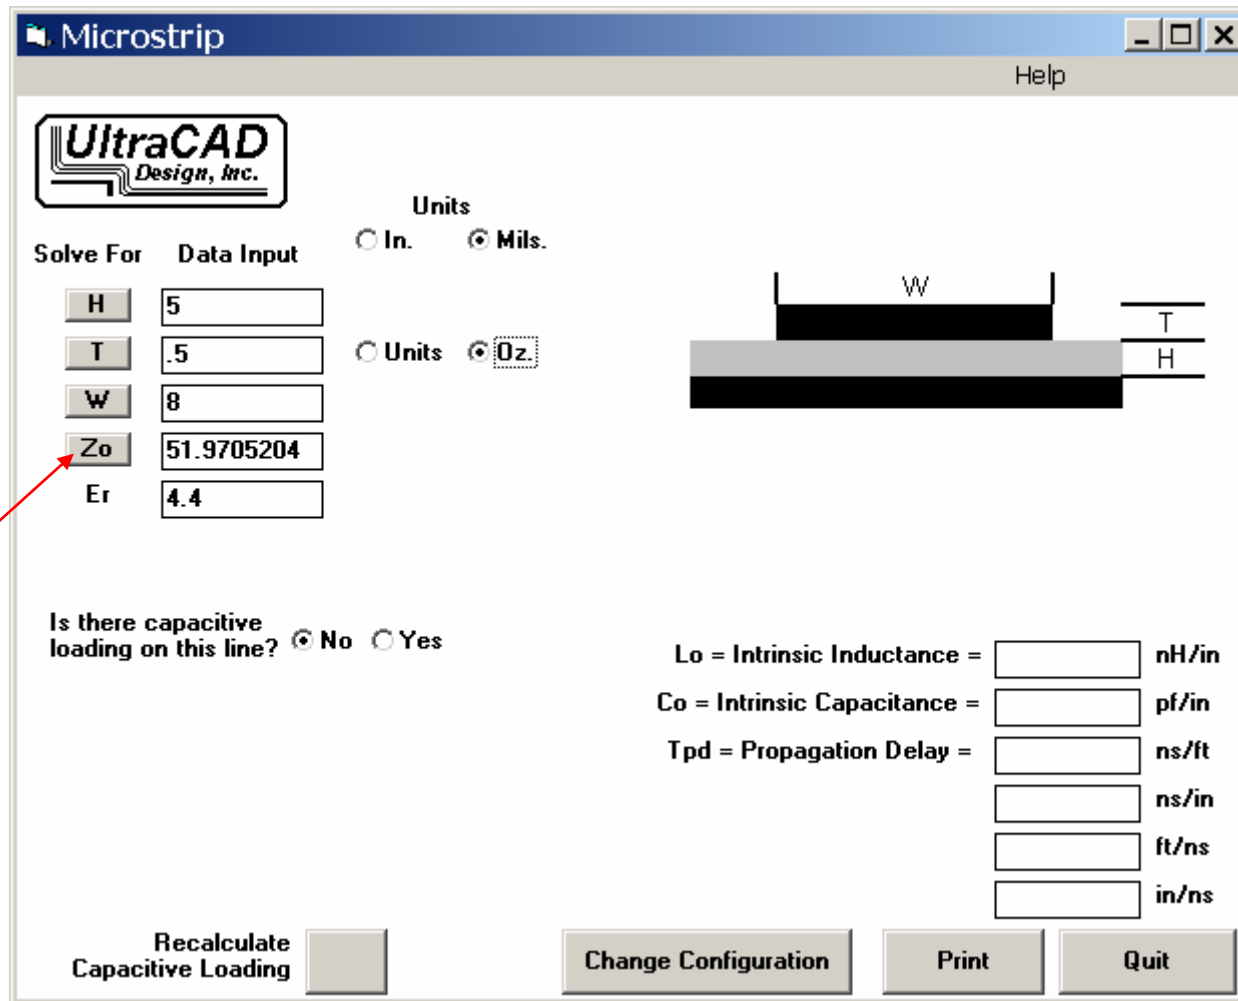 Microstrip
Help
UltraCAD
Design, Inc.
Units
In. Mils.
Solve For Data Input
W
H 5
T
T .5 Units Oz.
H
W 8
Zo 51.9705204
Er 4.4
Is there capacitive
loading on this line? No Yes
Lo = Intrinsic Inductance = nH/in
Co = Intrinsic Capacitance = pf/in
Tpd = Propagation Delay = ns/ft
ns/in
ft/ns
in/ns
Recalculate
Capacitive Loading
Change Configuration Print Quit